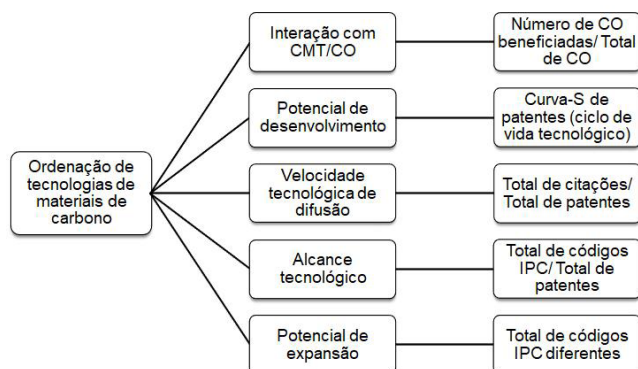 Ordenação de
tecnologias de
materiais de
carbono
Interação com
CMT/CO
Número de CO
beneficiadas/ Total
de CO
Potencial de
desenvolvimento
Curva-S de
patentes (ciclo de
vida tecnológico)
Velocidade
tecnológica de
difusão
Total de citações/
Total de patentes
Alcance
tecnológico
Total de códigos
IPC/ Total de
patentes
Potencial de
expansão
Total de códigos
IPC diferentes